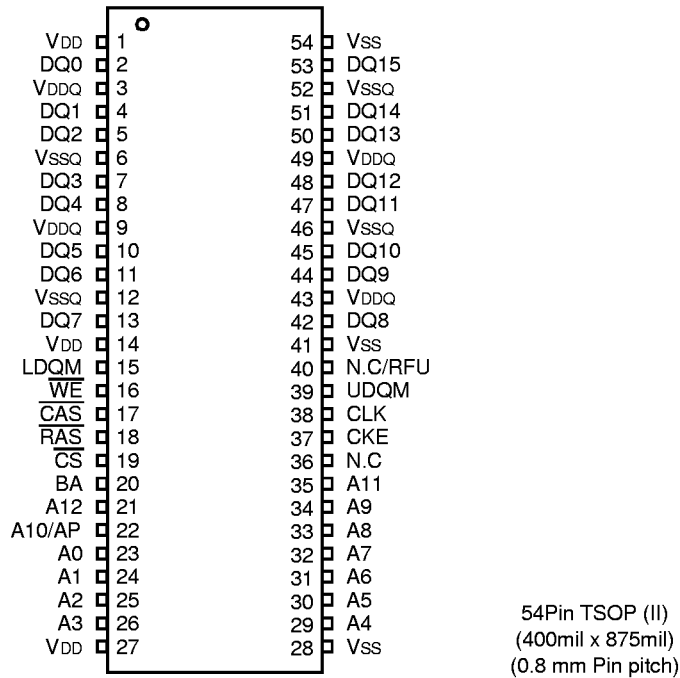 VDD 1 54 VSS
DQ0 2 53 DQ15
VDDQ 3 52 VSSQ
DQ1 4 51 DQ14
DQ2 5 50 DQ13
VSSQ 6 49 VDDQ
DQ3 7 48 DQ12
DQ4 8 47 DQ11
VDDQ 9 46 VSSQ
DQ5 10 45 DQ10
DQ6 11 44 DQ9
VSSQ 12 43 VDDQ
DQ7 13 42 DQ8
VDD 14 41 VSS
LDQM 15 40 N.C/RFU
W̅E̅ 16 39 UDQM
C̅A̅S̅ 17 38 CLK
R̅A̅S̅ 18 37 CKE
C̅S̅ 19 36 N.C
BA 20 35 A11
A12 21 34 A9
A10/AP 22 33 A8
A0 23 32 A7
A1 24 31 A6
A2 25 30 A5
A3 26 29 A4
VDD 27 28 VSS
54Pin TSOP (II)
(400mil x 875mil)
(0.8 mm Pin pitch)